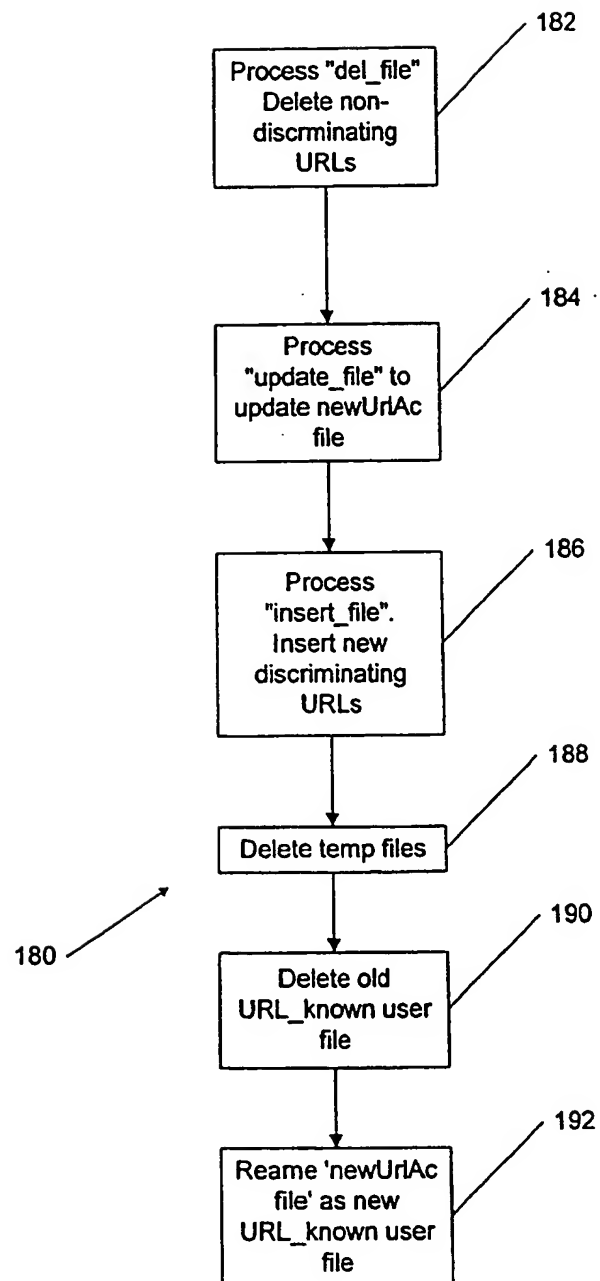 182
Process "del_file"
Delete non-
discrminating
URLs
184
Process
"update_file" to
update newUrlAc
file
186
Process
"insert_file".
Insert new
discriminating
URLs
188
Delete temp files
180
190
Delete old
URL_known user
file
192
Reame 'newUrlAc
file' as new
URL_known user
file